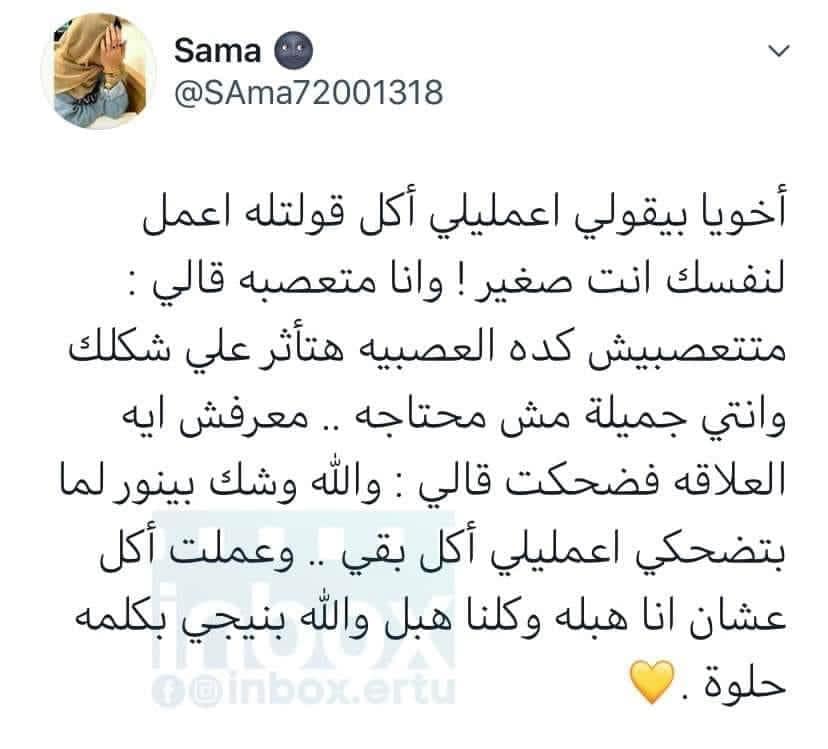 Sama 🌚
@SAma72001318
أخويا بيقولي اعمليلي أكل قولتله اعمل
لنفسك انت صغير ! وانا متعصبه قالي :
متتعصبيش كده العصبيه هتأثر علي شكلك
وانتي جميلة مش محتاجه .. معرفش ايه
العلاقه فضحكت قالي : والله وشك بينور لما
بتضحكي اعمليلي أكل بقي .. وعملت أكل
عشان انا هبله وكلنا هبل والله بنيجي بكلمه
حلوة . 💛
inbox
inbox.ertu